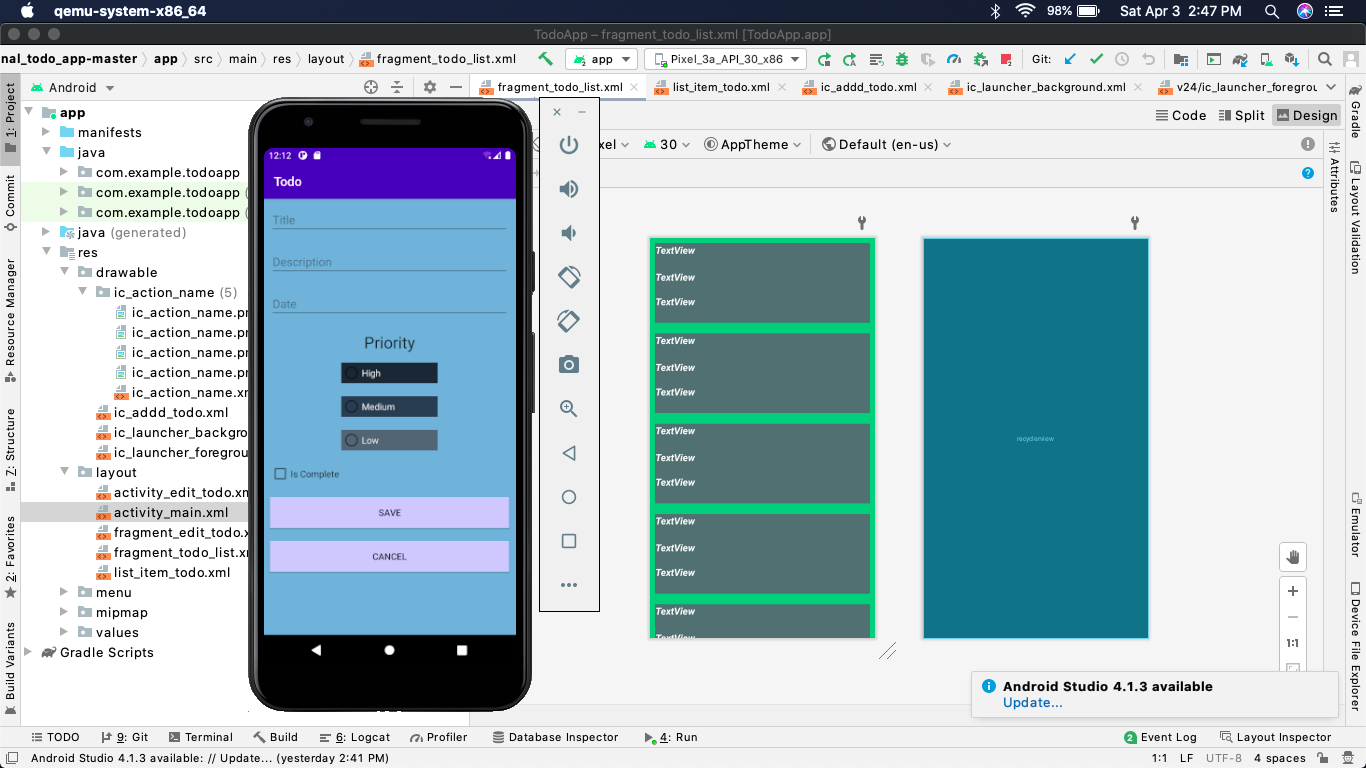 qemu-system-x86_64
98%
Sat Apr 3 2:47 PM
TodoApp – fragment_todo_list.xml [TodoApp.app]
nal_todo_app-master
app
src
main
res
layout
fragment_todo_list.xml
app
Pixel_3a_API_30_x86
Git:
1: Project
Android
fragment_todo_list.xml
list_item_todo.xml
ic_addd_todo.xml
ic_launcher_background.xml
v24/ic_launcher_foregrou
Gradle
Code
Split
Design
xel
30
AppTheme
Default (en-us)
Attributes
Layout Validation
Commit
Resource Manager
Z: Structure
2: Favorites
Build Variants
app
manifests
java
com.example.todoapp
com.example.todoapp (
com.example.todoapp (
java (generated)
res
drawable
ic_action_name (5)
ic_action_name.pr
ic_action_name.pr
ic_action_name.pr
ic_action_name.pr
ic_action_name.xm
ic_addd_todo.xml
ic_launcher_backgro
ic_launcher_foregrou
layout
activity_edit_todo.xm
activity_main.xml
fragment_edit_todo.x
fragment_todo_list.x
list_item_todo.xml
menu
mipmap
values
Gradle Scripts
12:12
Todo
Title
Description
Date
Priority
High
Medium
Low
Is Complete
SAVE
CANCEL
TextView
TextView
TextView
TextView
TextView
TextView
TextView
TextView
TextView
TextView
TextView
TextView
TextView
TextView
recyclerview
1:1
Emulator
Device File Explorer
Android Studio 4.1.3 available
Update...
TODO
9: Git
Terminal
Build
6: Logcat
Profiler
Database Inspector
4: Run
2 Event Log
Layout Inspector
Android Studio 4.1.3 available: // Update... (yesterday 2:41 PM)
1:1
LF
UTF-8
4 spaces